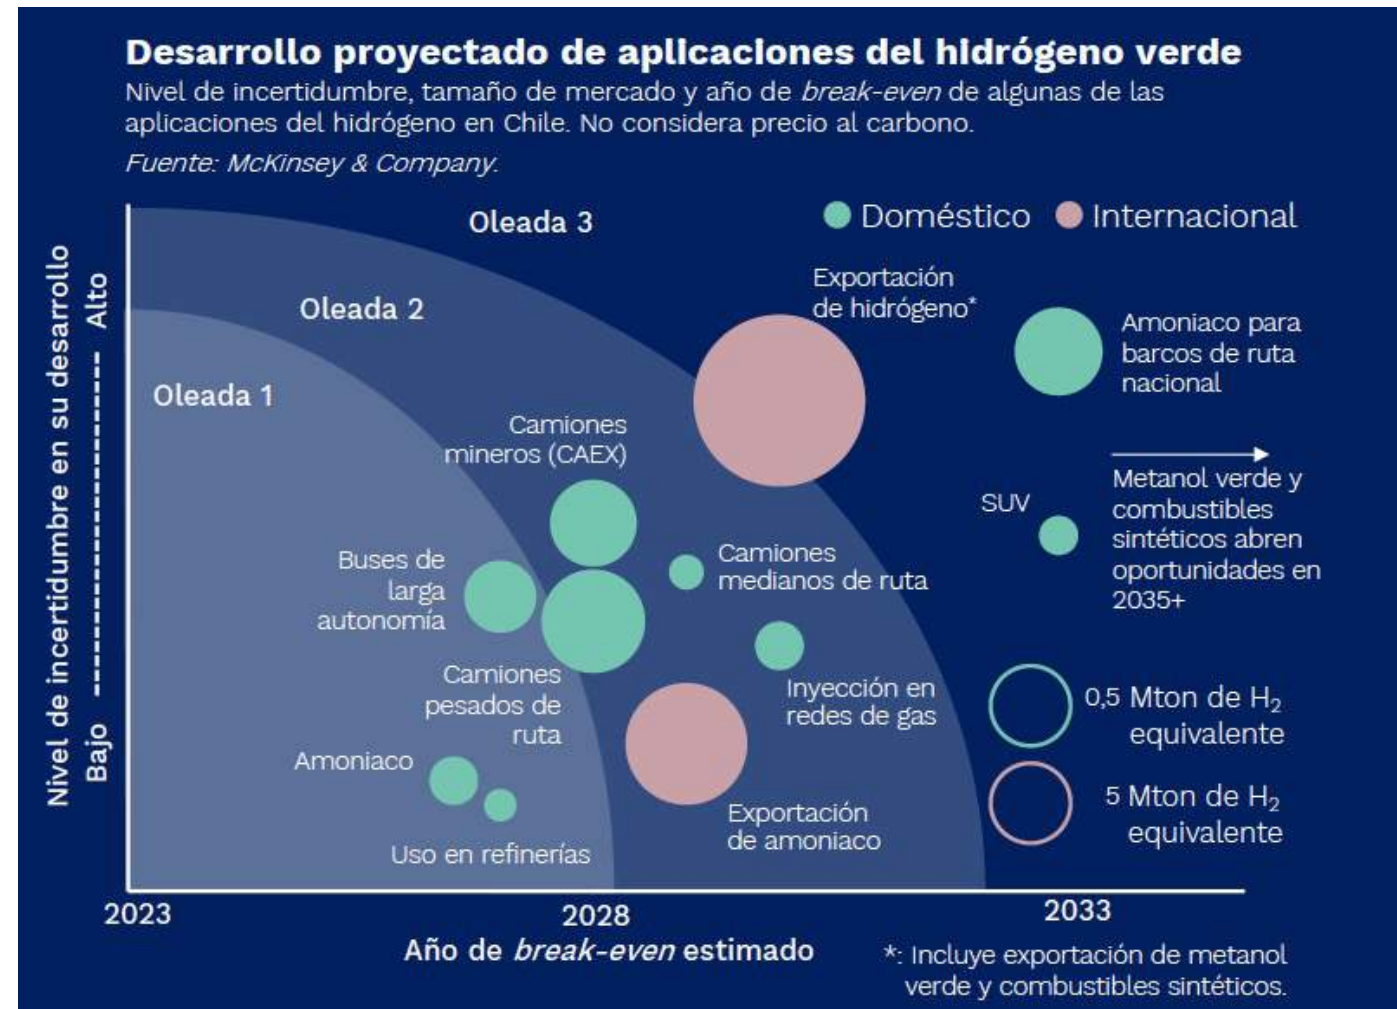 Desarrollo proyectado de aplicaciones del hidrógeno verde
Nivel de incertidumbre, tamaño de mercado y año de break-even de algunas de las
aplicaciones del hidrógeno en Chile. No considera precio al carbono.
Fuente: McKinsey & Company.
Oleada 3
Doméstico
Internacional
Oleada 2
Oleada 1
Nivel de incertidumbre en su desarrollo
Alto
Bajo
Exportación
de hidrógeno*
Amoniaco para
barcos de ruta
nacional
Camiones
mineros (CAEX)
SUV
Metanol verde y
combustibles
sintéticos abren
oportunidades en
2035+
Buses de
larga
autonomía
Camiones
medianos de ruta
Camiones
pesados de
ruta
Inyección en
redes de gas
0,5 Mton de H₂
equivalente
Amoniaco
5 Mton de H₂
equivalente
Exportación
de amoniaco
Uso en refinerías
2023
2028
2033
Año de break-even estimado
*: Incluye exportación de metanol
verde y combustibles sintéticos.